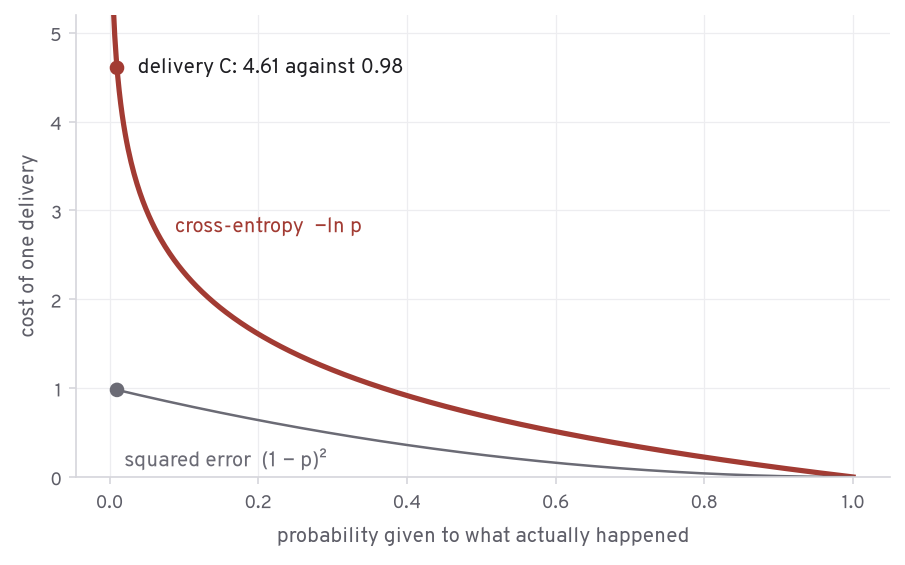 5
delivery C: 4.61 against 0.98
4
3
cross-entropy −ln p
2
1
squared error (1 − p)²
0
0.0 0.2 0.4 0.6 0.8 1.0
probability given to what actually happened
cost of one delivery